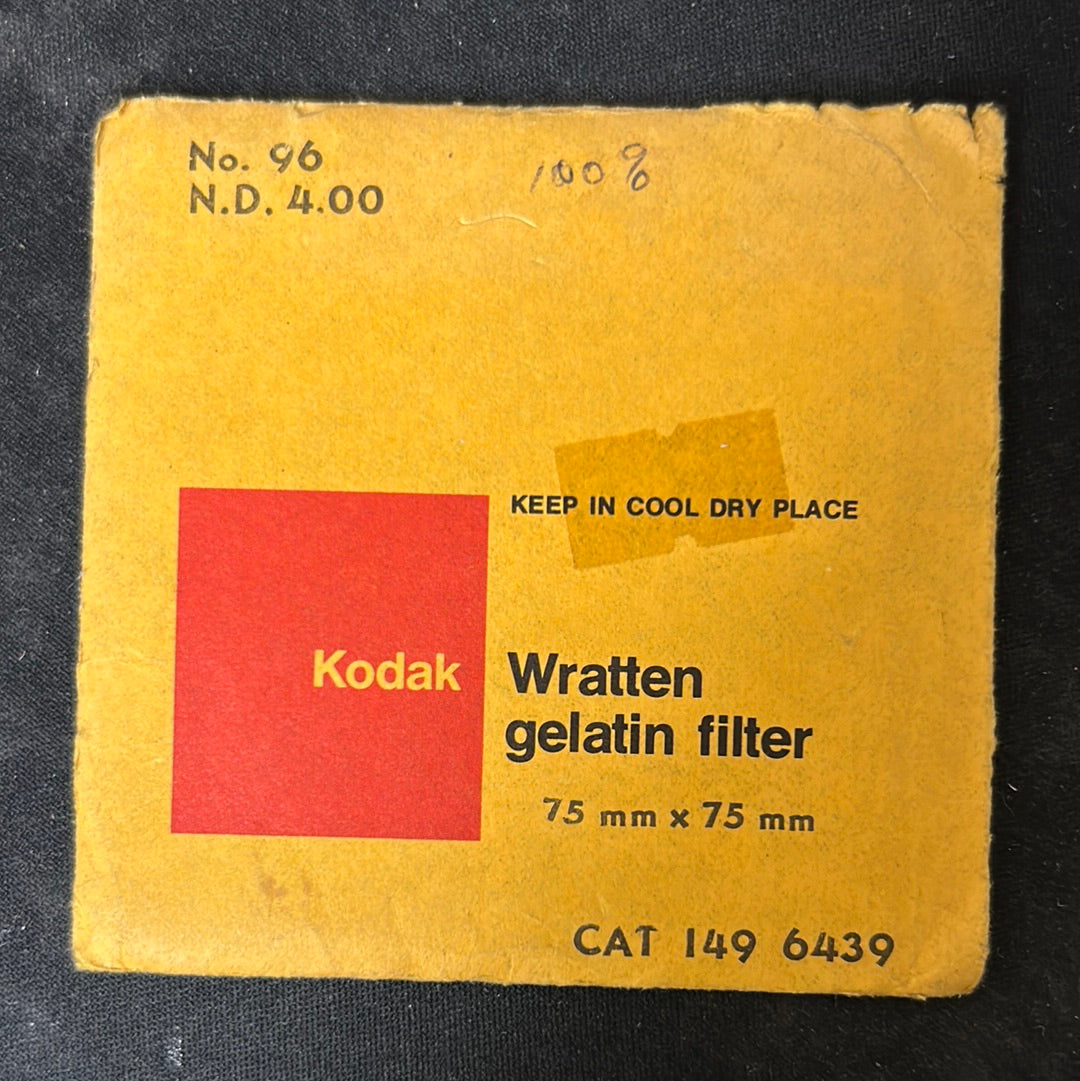 No. 96
N.D. 4.00
100%
KEEP IN COOL DRY PLACE
Kodak
Wratten
gelatin filter
75 mm x 75 mm
CAT 149 6439